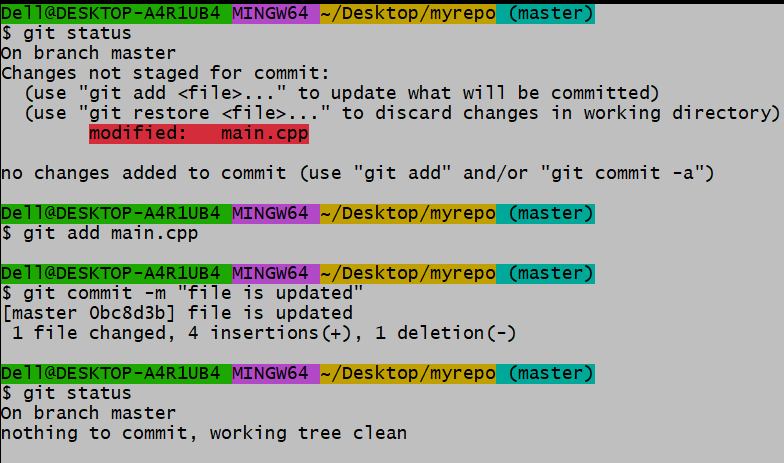 Dell@DESKTOP-A4R1UB4 MINGW64 ~/Desktop/myrepo (master)
$ git status
On branch master
Changes not staged for commit:
  (use "git add <file>..." to update what will be committed)
  (use "git restore <file>..." to discard changes in working directory)
        modified:   main.cpp

no changes added to commit (use "git add" and/or "git commit -a")

Dell@DESKTOP-A4R1UB4 MINGW64 ~/Desktop/myrepo (master)
$ git add main.cpp

Dell@DESKTOP-A4R1UB4 MINGW64 ~/Desktop/myrepo (master)
$ git commit -m "file is updated"
[master 0bc8d3b] file is updated
 1 file changed, 4 insertions(+), 1 deletion(-)

Dell@DESKTOP-A4R1UB4 MINGW64 ~/Desktop/myrepo (master)
$ git status
On branch master
nothing to commit, working tree clean